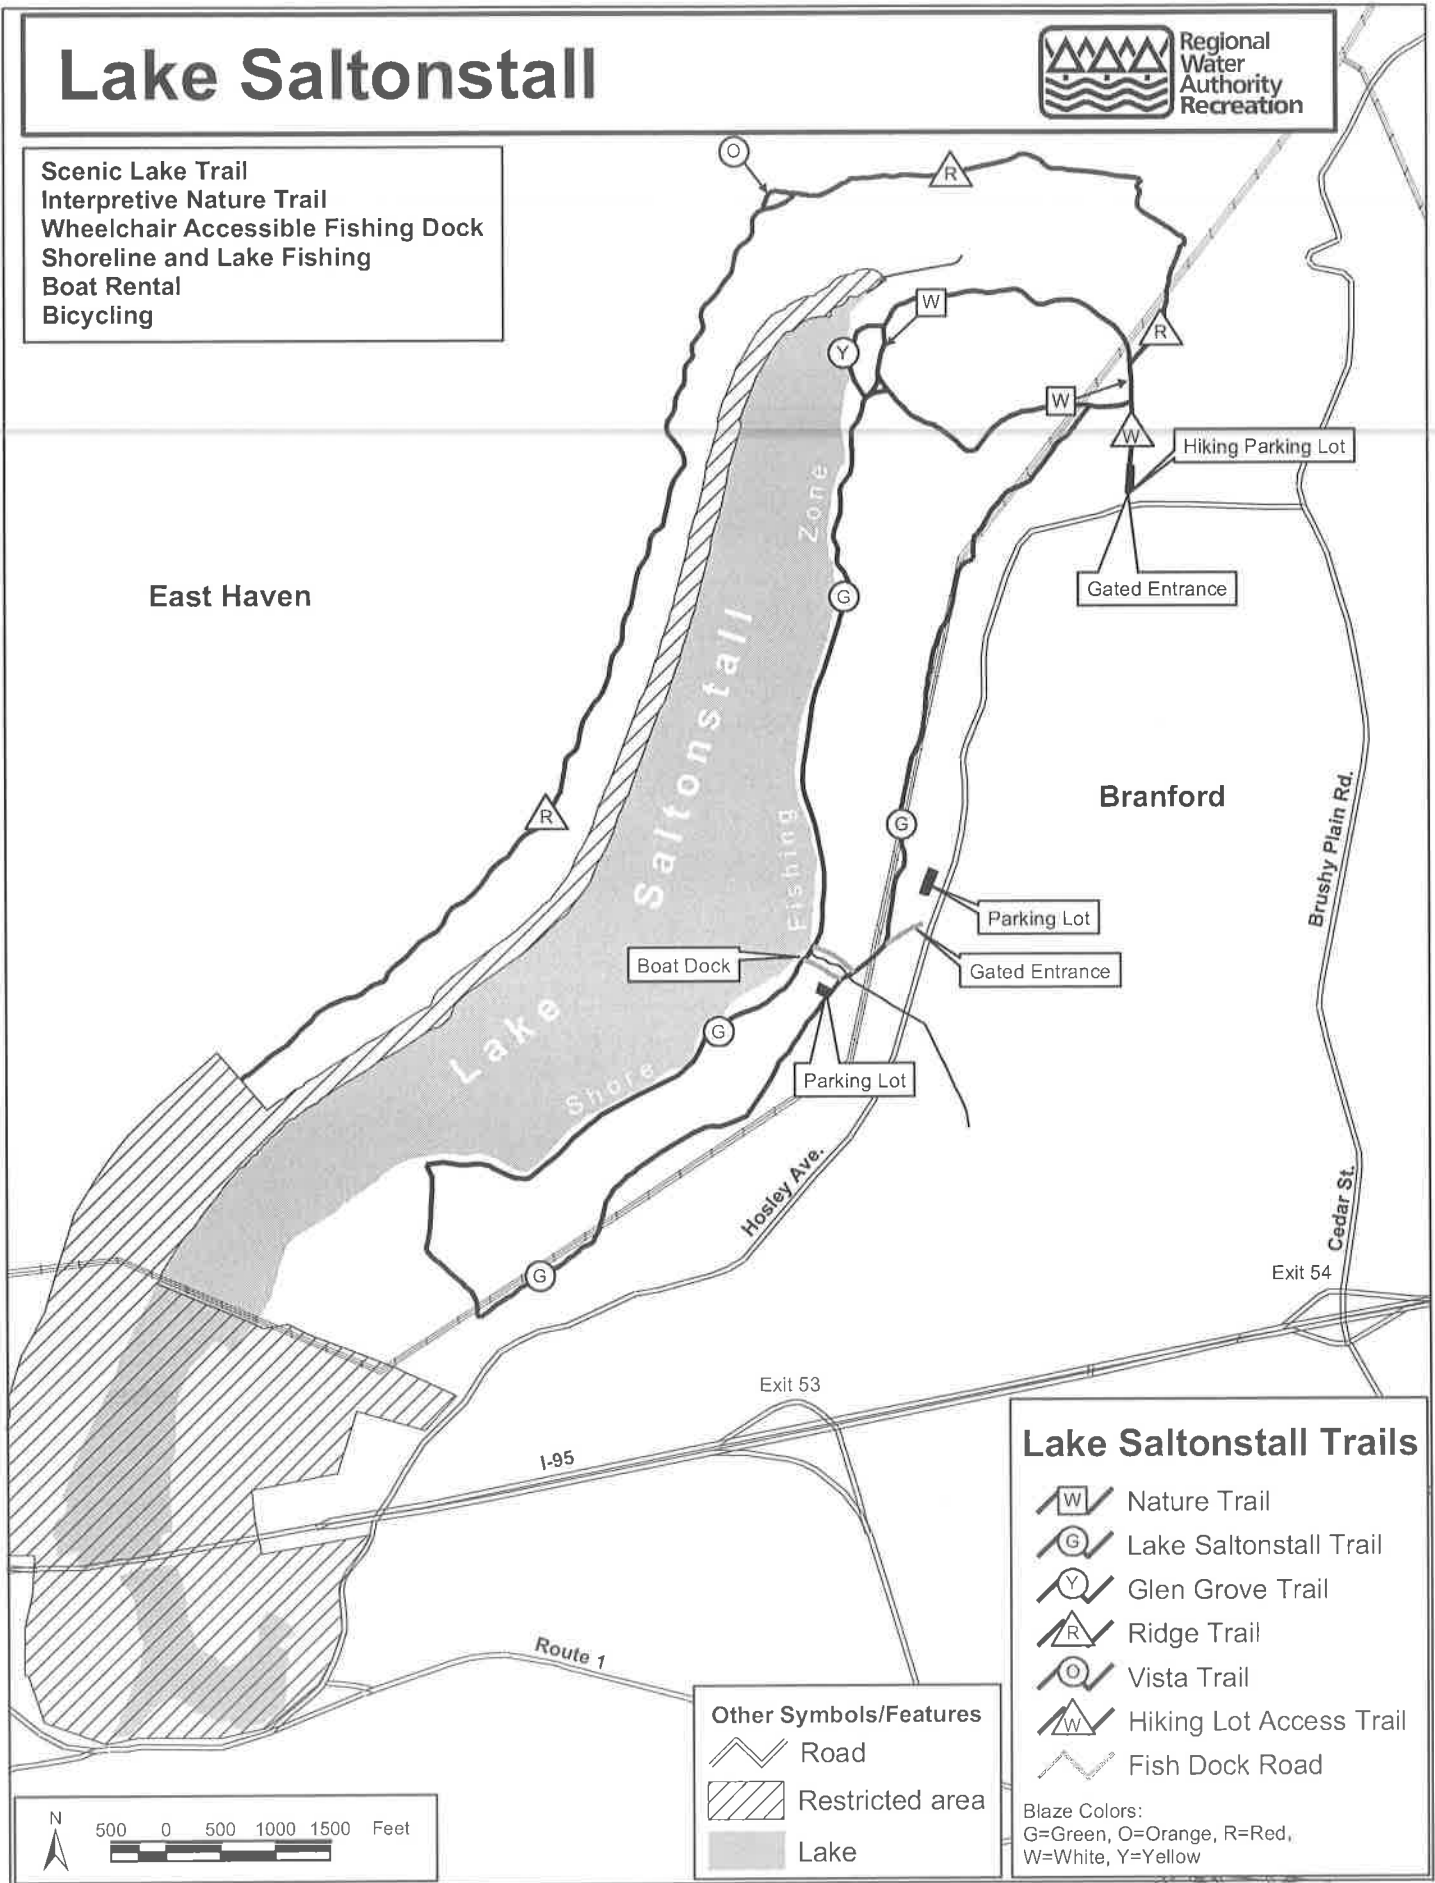 Lake Saltonstall
Regional
Water
Authority
Recreation
Scenic Lake Trail
Interpretive Nature Trail
Wheelchair Accessible Fishing Dock
Shoreline and Lake Fishing
Boat Rental
Bicycling
O
R
W
Y
R
W
W
Hiking Parking Lot
Zone
Gated Entrance
East Haven
G
Saltonstall
Branford
R
G
Fishing
Brushy Plain Rd.
Parking Lot
Boat Dock
Gated Entrance
Lake
G
Shore
Parking Lot
Hosley Ave.
Cedar St.
G
Exit 54
Exit 53
I-95
Route 1
Lake Saltonstall Trails
W Nature Trail
G Lake Saltonstall Trail
Y Glen Grove Trail
R Ridge Trail
O Vista Trail
W Hiking Lot Access Trail
Fish Dock Road
Blaze Colors:
G=Green, O=Orange, R=Red,
W=White, Y=Yellow
Other Symbols/Features
Road
Restricted area
Lake
N
500 0 500 1000 1500 Feet